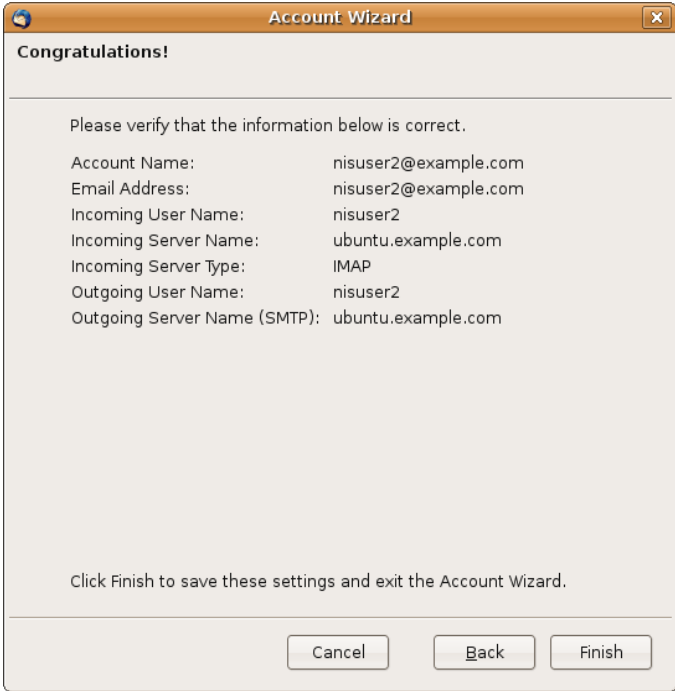 Account Wizard
Congratulations!
Please verify that the information below is correct.
Account Name: nisuser2@example.com
Email Address: nisuser2@example.com
Incoming User Name: nisuser2
Incoming Server Name: ubuntu.example.com
Incoming Server Type: IMAP
Outgoing User Name: nisuser2
Outgoing Server Name (SMTP): ubuntu.example.com
Click Finish to save these settings and exit the Account Wizard.
Cancel Back Finish